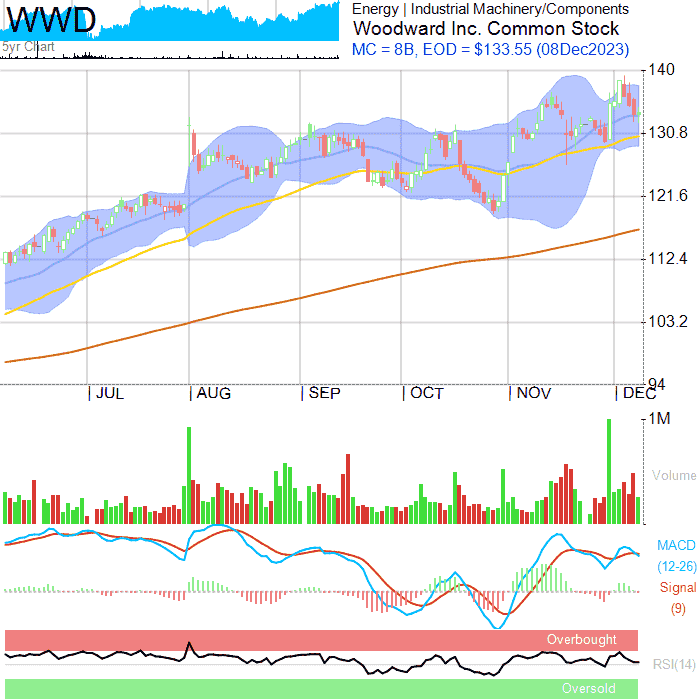 WWD
5yr Chart
Energy | Industrial Machinery/Components
Woodward Inc. Common Stock
MC = 8B, EOD = $133.55 (08Dec2023)
140
130.8
121.6
112.4
103.2
94
JUL AUG SEP OCT NOV DEC
1M
Volume
MACD
(12-26)
Signal
(9)
Overbought
RSI(14)
Oversold